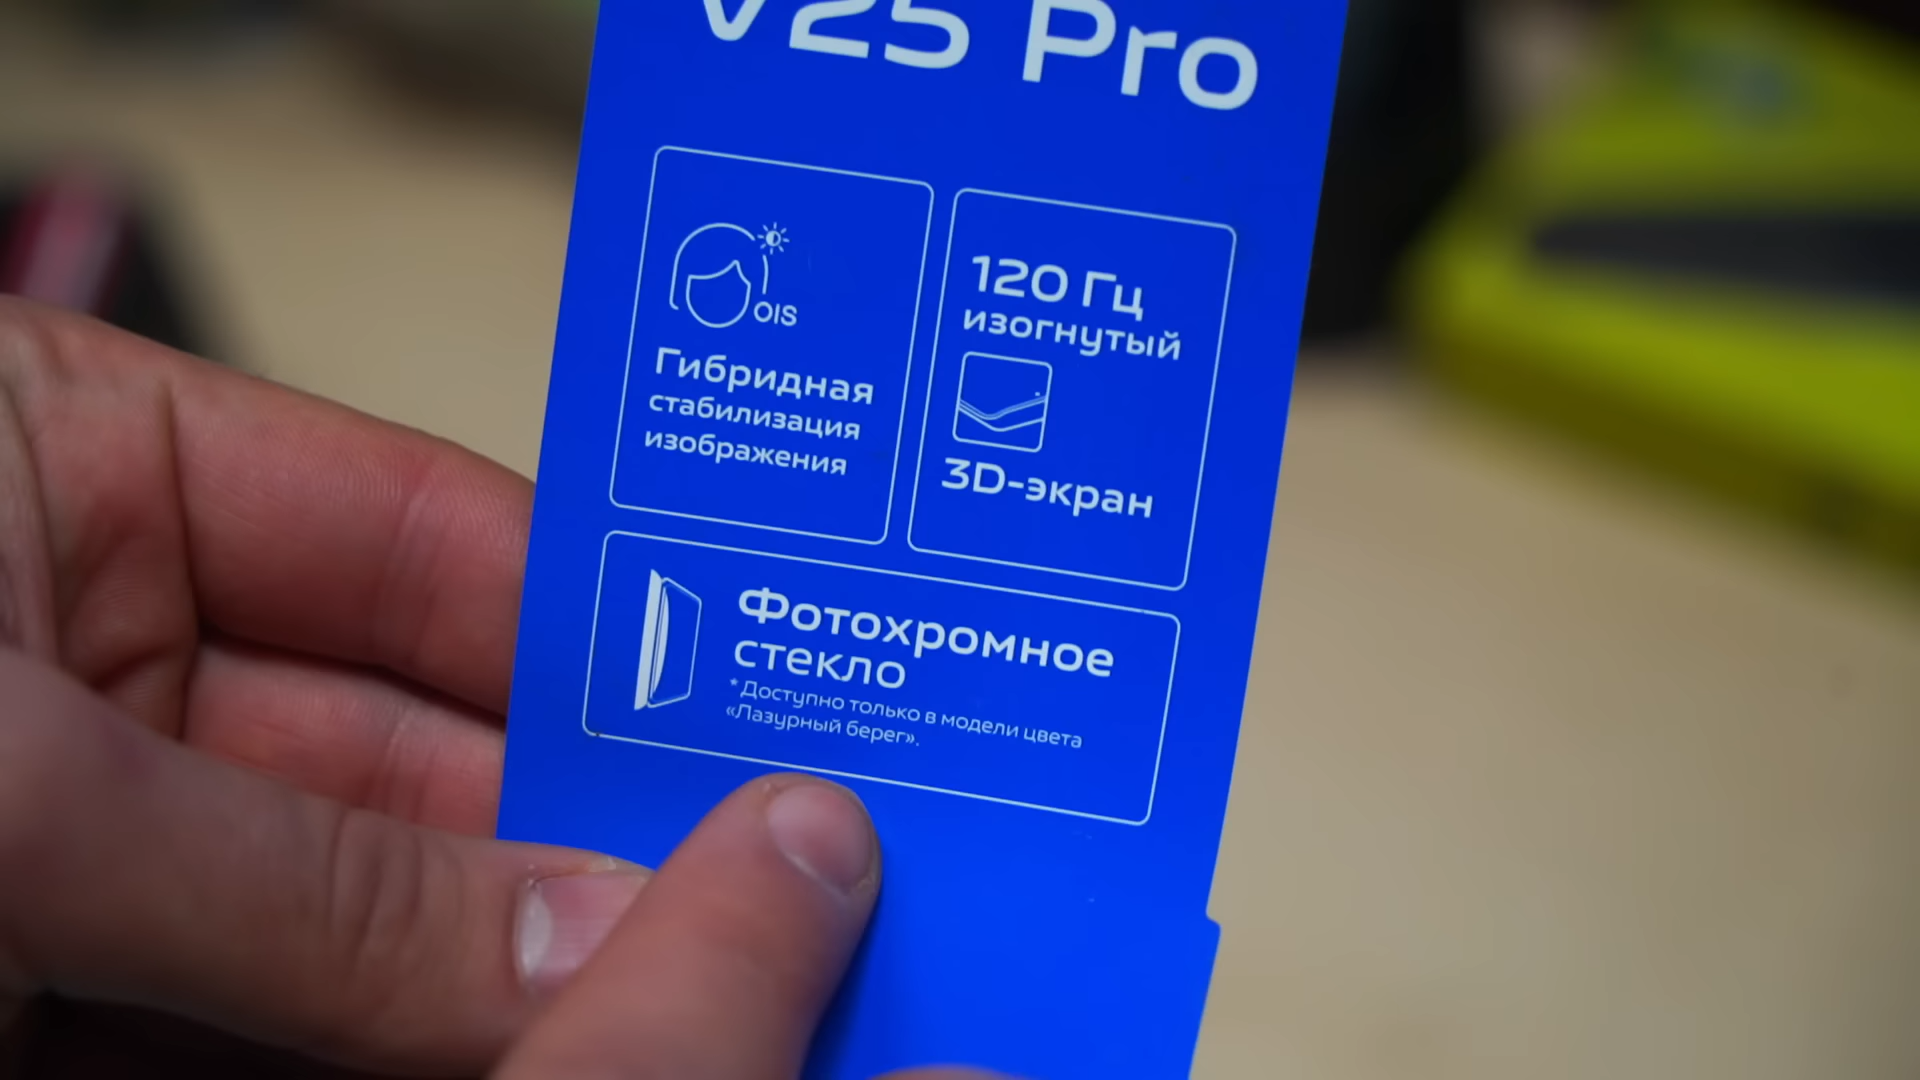 V25 Pro
OIS
Гибридная
стабилизация
изображения
120 Гц
изогнутый
3D-экран
Фотохромное
стекло
* Доступно только в модели цвета
«Лазурный берег».